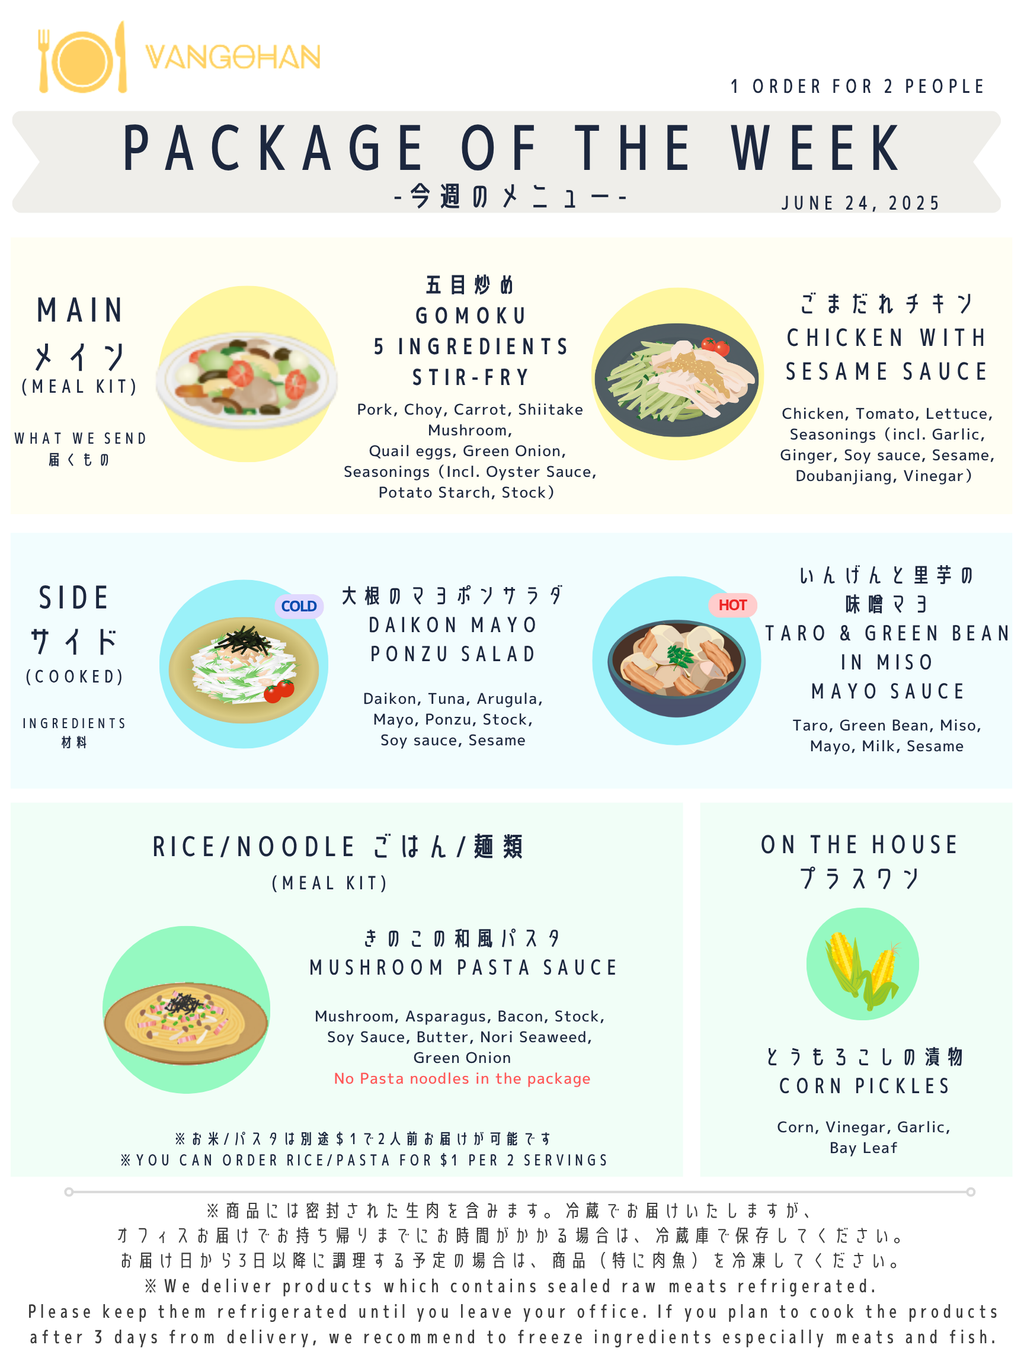 VANGOHAN
1 ORDER FOR 2 PEOPLE
PACKAGE OF THE WEEK
-今週のメニュー-
JUNE 24, 2025
MAIN
メイン
(MEAL KIT)
WHAT WE SEND
届くもの
五目炒め
GOMOKU
5 INGREDIENTS
STIR-FRY
Pork, Choy, Carrot, Shiitake
Mushroom,
Quail eggs, Green Onion,
Seasonings (Incl. Oyster Sauce,
Potato Starch, Stock)
ごまだれチキン
CHICKEN WITH
SESAME SAUCE
Chicken, Tomato, Lettuce,
Seasonings (incl. Garlic,
Ginger, Soy sauce, Sesame,
Doubanjiang, Vinegar)
SIDE
サイド
(COOKED)
INGREDIENTS
材料
COLD
大根のマヨポンサラダ
DAIKON MAYO
PONZU SALAD
Daikon, Tuna, Arugula,
Mayo, Ponzu, Stock,
Soy sauce, Sesame
HOT
いんげんと里芋の
味噌マヨ
TARO & GREEN BEAN
IN MISO
MAYO SAUCE
Taro, Green Bean, Miso,
Mayo, Milk, Sesame
RICE/NOODLE ごはん/麺類
(MEAL KIT)
きのこの和風パスタ
MUSHROOM PASTA SAUCE
Mushroom, Asparagus, Bacon, Stock,
Soy Sauce, Butter, Nori Seaweed,
Green Onion
No Pasta noodles in the package
※お米/パスタは別途$1で2人前お届けが可能です
※YOU CAN ORDER RICE/PASTA FOR $1 PER 2 SERVINGS
ON THE HOUSE
プラスワン
とうもろこしの漬物
CORN PICKLES
Corn, Vinegar, Garlic,
Bay Leaf
※商品には密封された生肉を含みます。冷蔵でお届けいたしますが、
オフィスお届けでお持ち帰りまでにお時間がかかる場合は、冷蔵庫で保存してください。
お届け日から3日以降に調理する予定の場合は、商品（特に肉魚）を冷凍してください。
※We deliver products which contains sealed raw meats refrigerated.
Please keep them refrigerated until you leave your office. If you plan to cook the products
after 3 days from delivery, we recommend to freeze ingredients especially meats and fish.